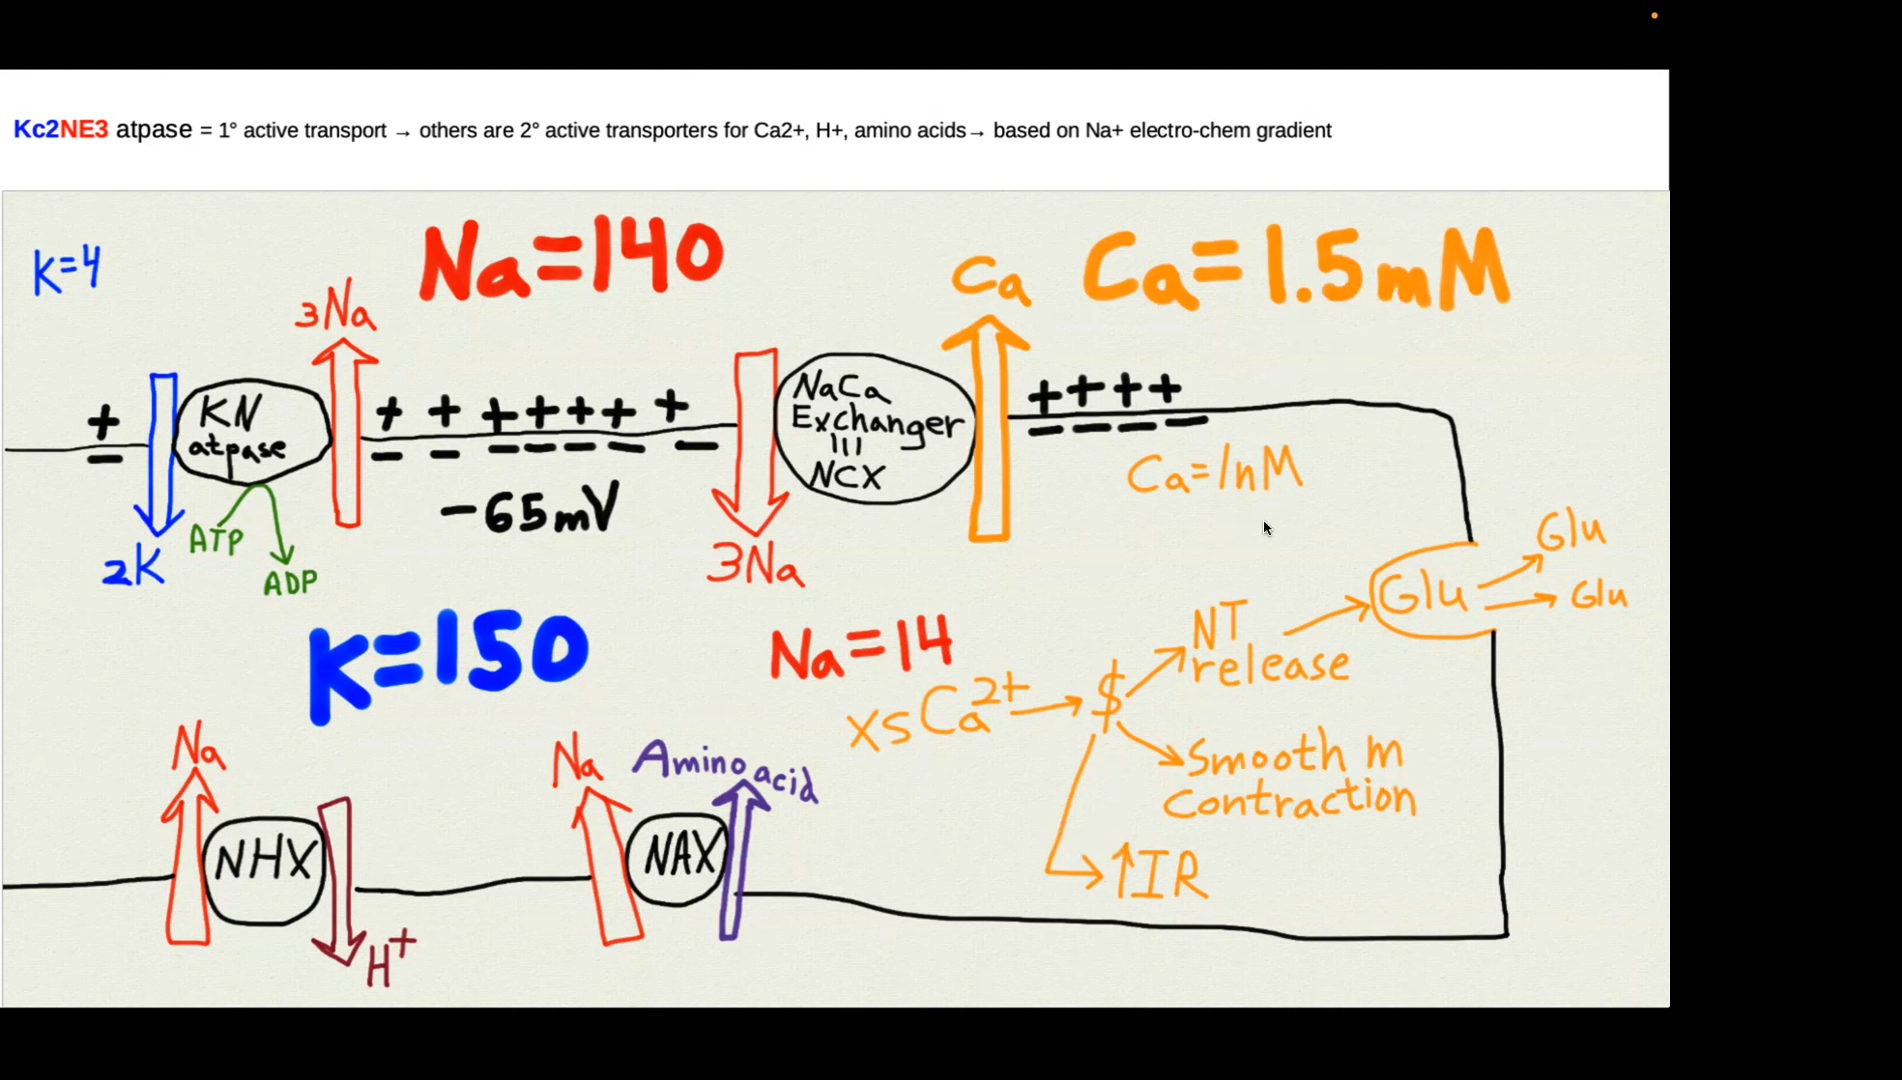 Kc2NE3 atpase = 1° active transport → others are 2° active transporters for Ca2+, H+, amino acids→ based on Na+ electro-chem gradient
K=4
Na=140
Ca
Ca=1.5mM
3Na
+
KN
atpase
+ + ++++ +
NaCa
Exchanger
|||
NCX
++++
–
– – –––– –
––––
-65mV
Ca=1nM
ATP
ADP
2K
3Na
Glu
Glu
Glu
K=150
Na=14
NT
release
xsCa2+ → $
Smooth m
contraction
↑IR
Na
NHX
H+
Na
Amino acid
NAX